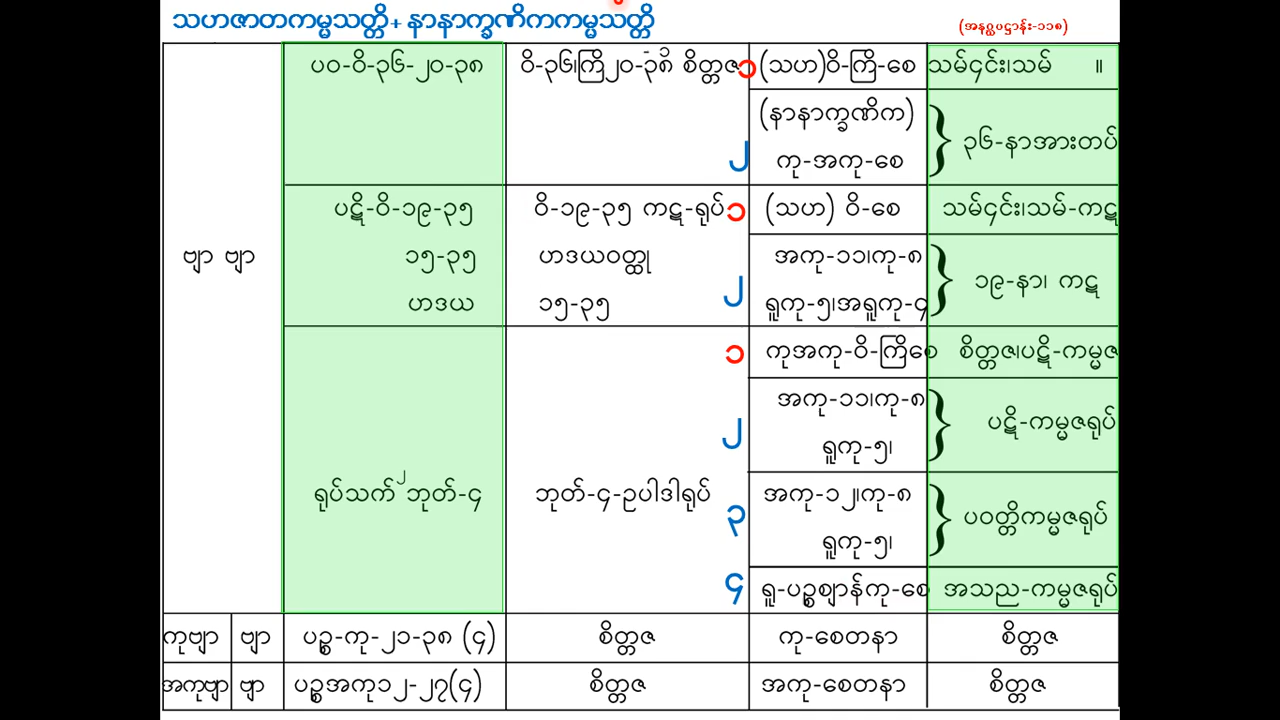 သဟဇာတကမ္မသတ္တိ+ နာနာက္ခဏိကကမ္မသတ္တိ
(အနုဋ္ဌပဋ္ဌာန်း-၁၁၈)
ပဝ-ဝိ-၃၆-၂၀-၃၈ ဝိ-၃၆၊ကြိ၂၀-၃၈ စိတ္တဇ ၁ (သဟ)ဝိ-ကြိ-စေ သမ်၎င်း၊သမ် ။
(နာနာက္ခဏိက)
၂ ကု-အကု-စေ } ၃၆-နာအားတပ်
ပဋိ-ဝိ-၁၉-၃၅ ဝိ-၁၉-၃၅ ကဋ-ရုပ် ၁ (သဟ) ဝိ-စေ သမ်၎င်း၊သမ်-ကဋ
ဗျာ ဗျာ ၁၅-၃၅ ဟဒယဝတ္ထု ၂ အကု-၁၁၊ကု-၈ } ၁၉-နာ၊ ကဋ
ဟဒယ ၁၅-၃၅ ရူကု-၅၊အရူကု-၄
၁ ကုအကု-ဝိ-ကြိစေ စိတ္တဇ၊ပဋိ-ကမ္မဇ
၂ အကု-၁၁၊ကု-၈ } ပဋိ-ကမ္မဇရုပ်
ရူကု-၅၊
ရုပ်သက်၂ဘုတ်-၄ ဘုတ်-၄-ဥပါဒါရုပ် ၃ အကု-၁၂၊ကု-၈ } ပဝတ္တိကမ္မဇရုပ်
ရူကု-၅၊
၄ ရူ-ပဉ္စဈာန်ကု-စေ အသည-ကမ္မဇရုပ်
ကုဗျာ ဗျာ ပဉ္စ-ကု-၂၁-၃၈ (၄) စိတ္တဇ ကု-စေတနာ စိတ္တဇ
အကုဗျာ ဗျာ ပဉ္စအကု၁၂-၂၇(၄) စိတ္တဇ အကု-စေတနာ စိတ္တဇ